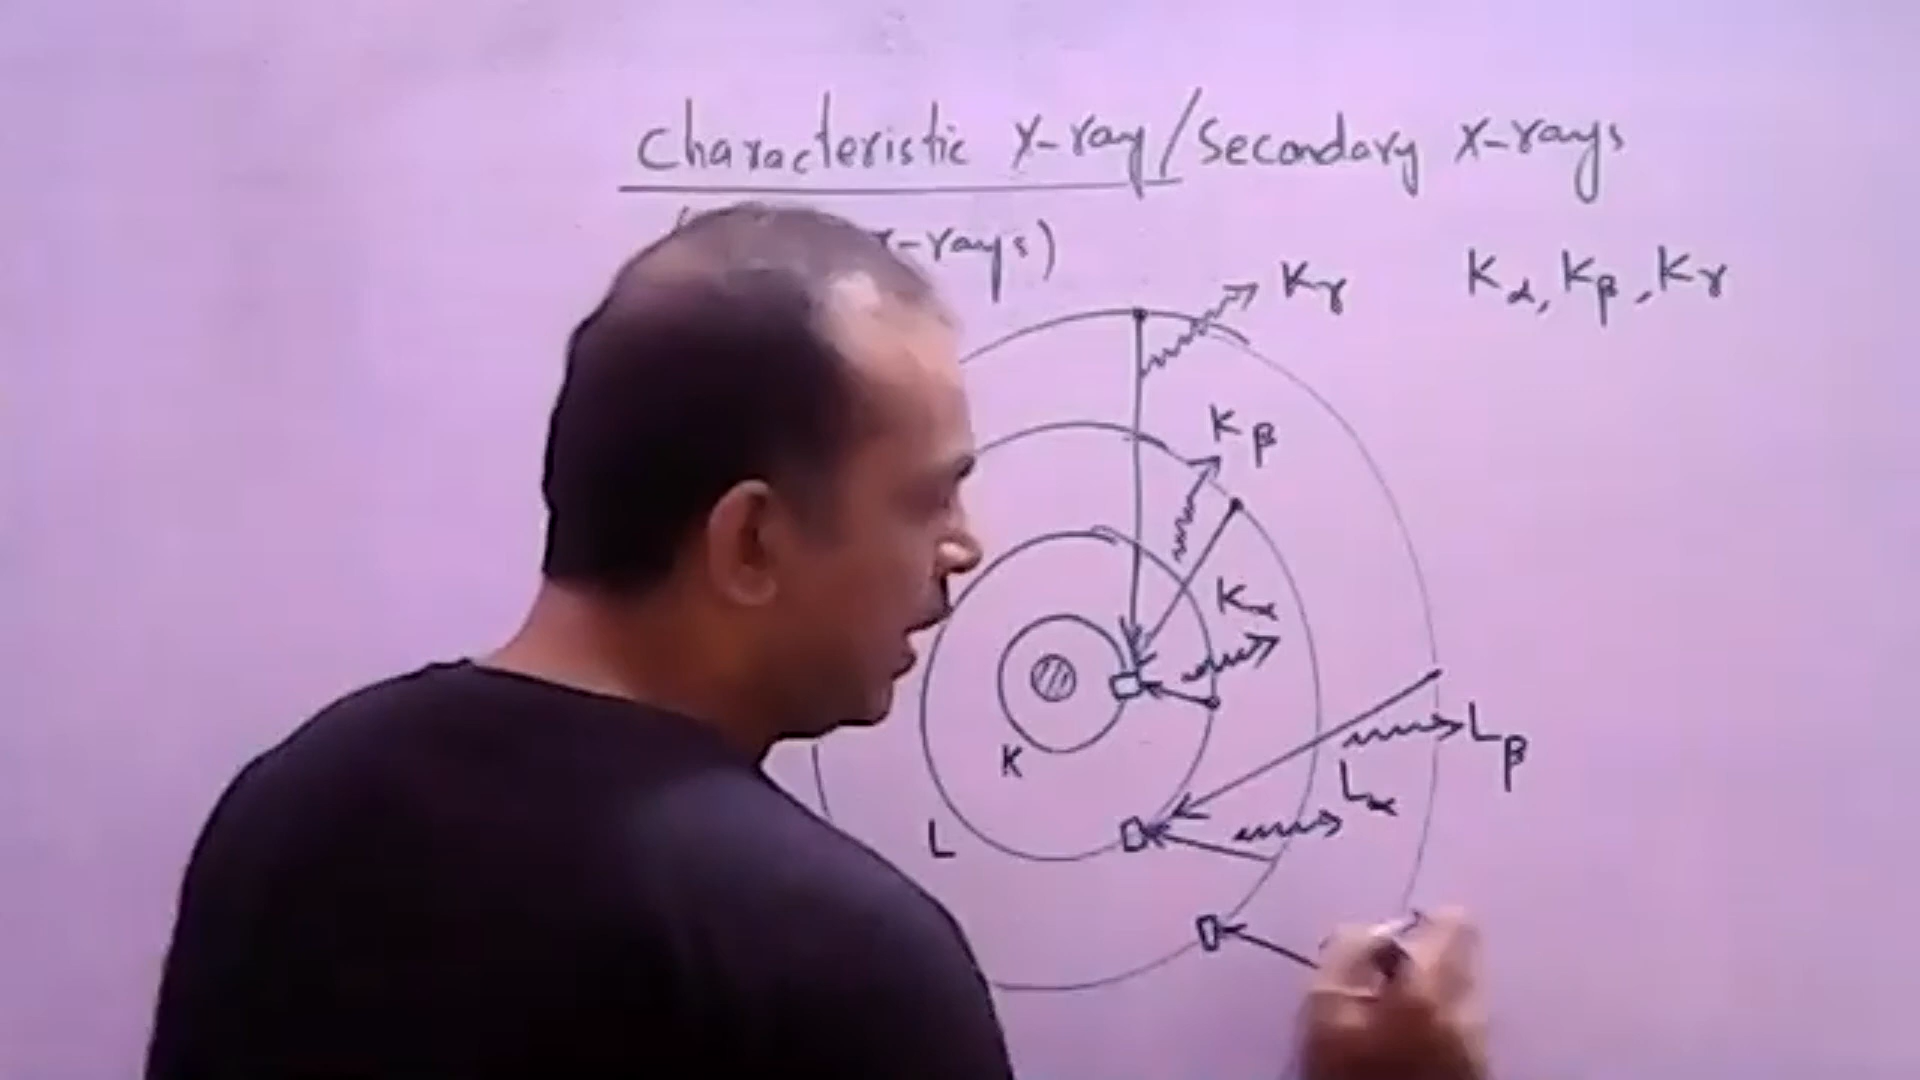 Characteristic X-ray/Secondary X-rays
-rays)
Kγ
Kα, Kβ, Kγ
Kβ
Kα
K
Lβ
Lα
L